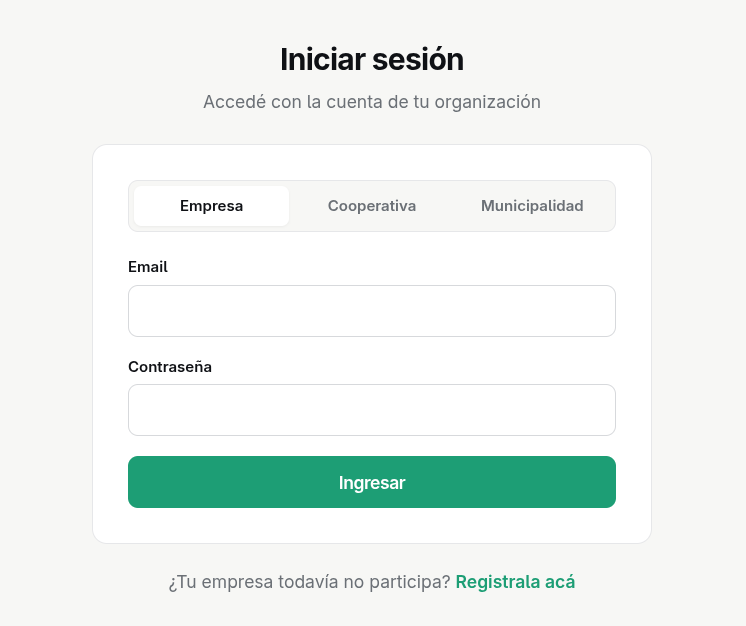 Iniciar sesión
Accedé con la cuenta de tu organización
Empresa Cooperativa Municipalidad
Email
Contraseña
Ingresar
¿Tu empresa todavía no participa? Registrala acá